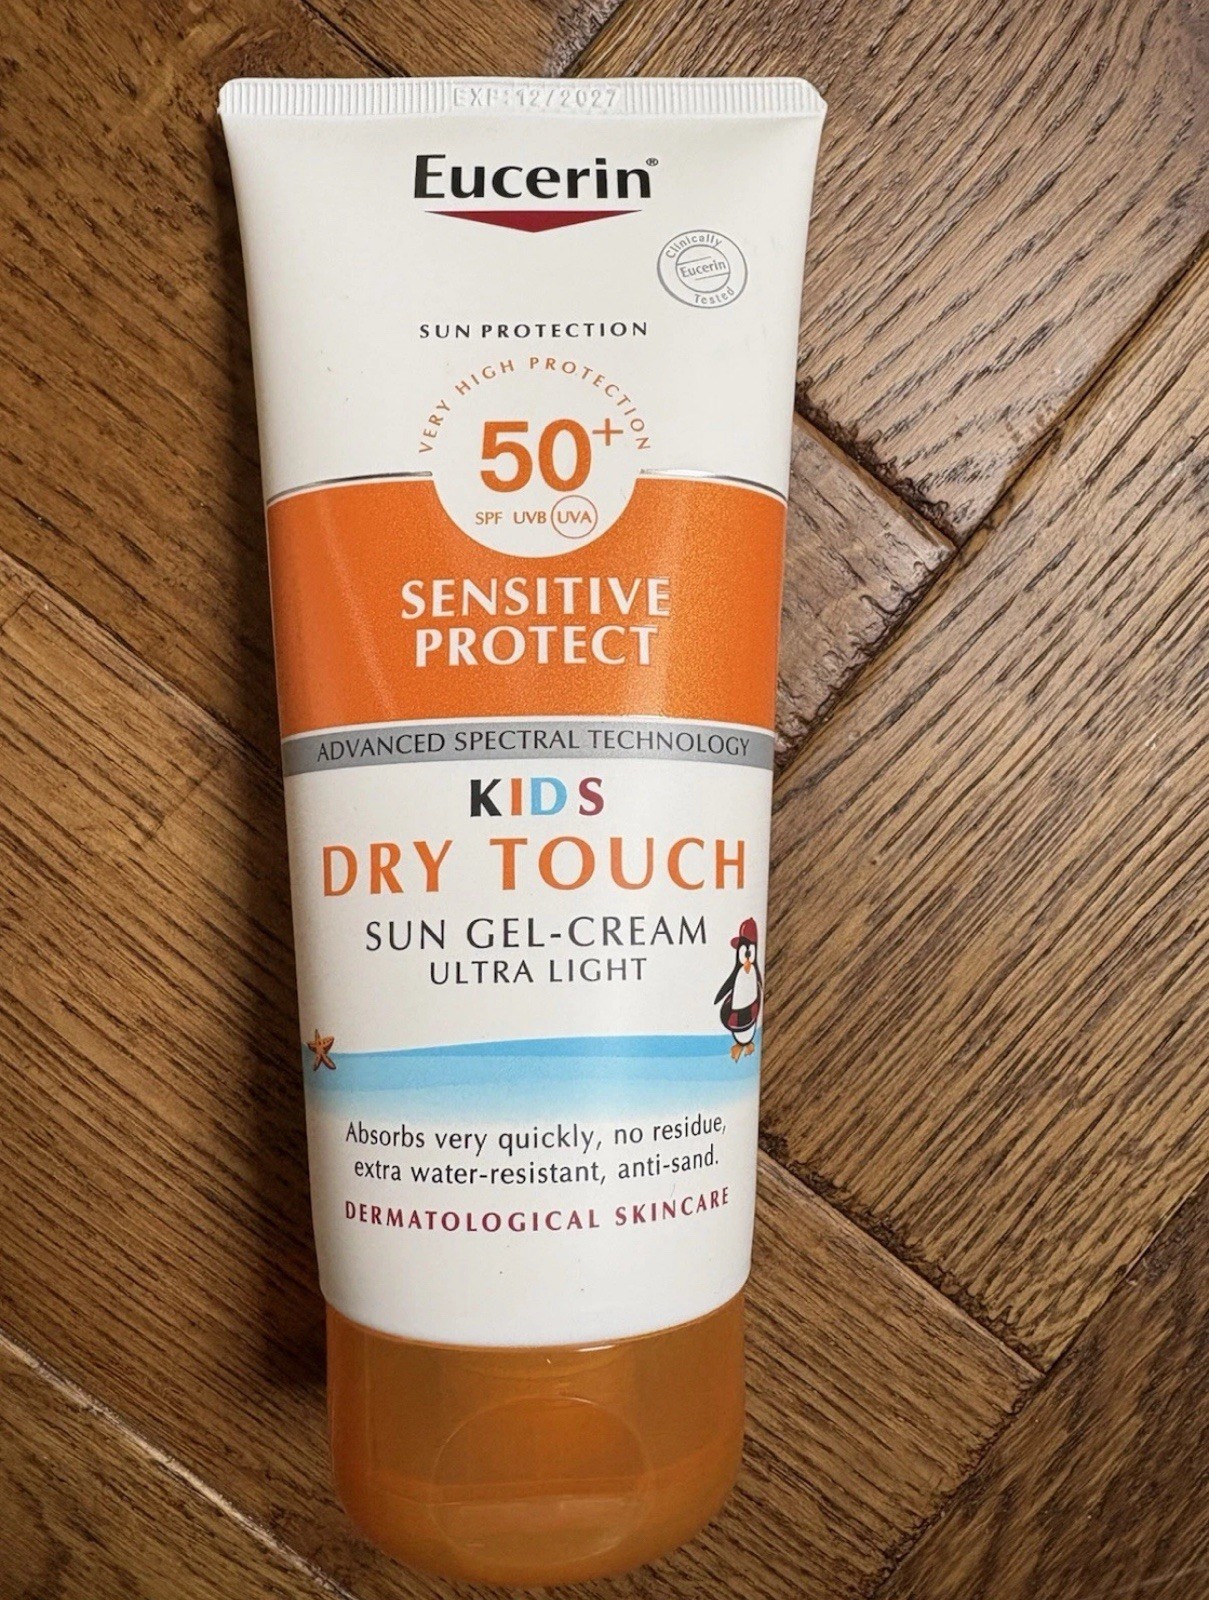 EXP:12/2027
Eucerin®
Clinically
Eucerin
Tested
SUN PROTECTION
VERY HIGH PROTECTION
50+
SPF UVB UVA
SENSITIVE
PROTECT
ADVANCED SPECTRAL TECHNOLOGY
KIDS
DRY TOUCH
SUN GEL-CREAM
ULTRA LIGHT
Absorbs very quickly, no residue,
extra water-resistant, anti-sand.
DERMATOLOGICAL SKINCARE